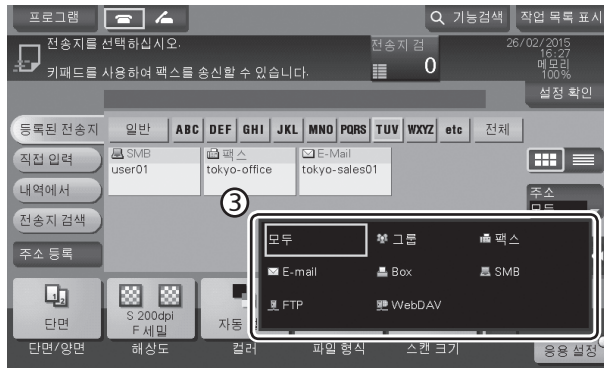 프로그램
기능검색
작업 목록 표시
전송지를 선택하십시오.
키패드를 사용하여 팩스를 송신할 수 있습니다.
전송지 검
0
26/02/2015
16:27
메모리
100%
설정 확인
등록된 전송지
일반 ABC DEF GHI JKL MNO PQRS TUV WXYZ etc 전체
직접 입력
내역에서
전송지 검색
주소 등록
SMB
user01
팩스
tokyo-office
E-Mail
tokyo-sales01
주소
모두
③
모두 그룹 팩스
E-mail Box SMB
FTP WebDAV
단면
S 200dpi
F 세밀
자동
단면/양면 해상도 컬러 파일 형식 스캔 크기 응용 설정